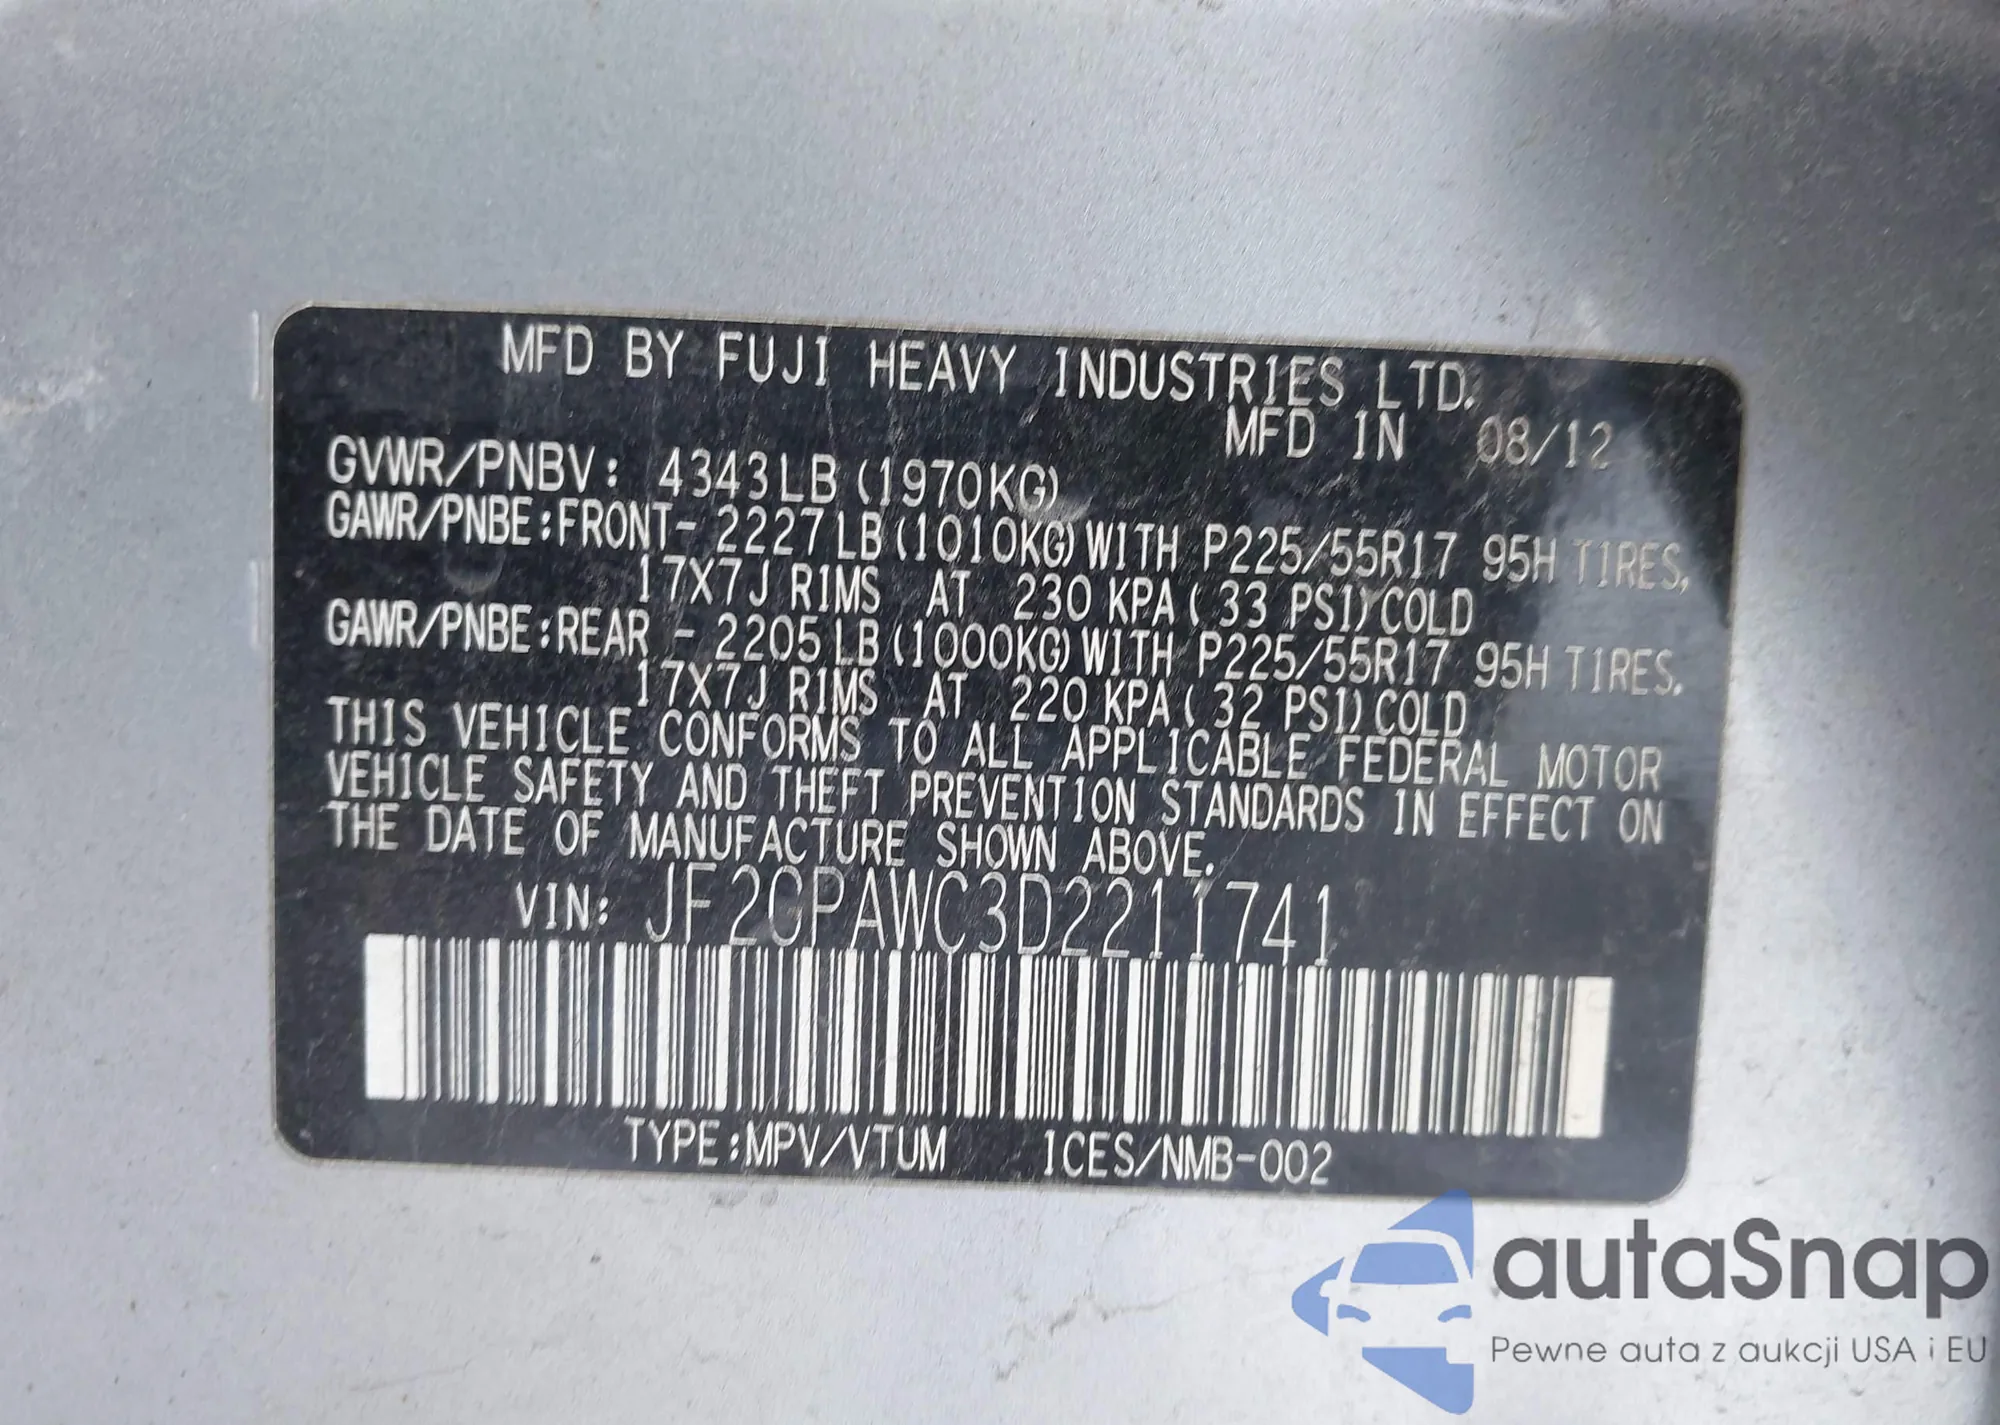 MFD BY FUJI HEAVY INDUSTRIES LTD.
MFD IN 08/12
GVWR/PNBV: 4343LB (1970KG)
GAWR/PNBE:FRONT- 2227LB (1010KG) WITH P225/55R17 95H TIRES,
17X7J RIMS AT 230 KPA ( 33 PSI) COLD
GAWR/PNBE:REAR - 2205LB (1000KG) WITH P225/55R17 95H TIRES,
17X7J RIMS AT 220 KPA ( 32 PSI) COLD
THIS VEHICLE CONFORMS TO ALL APPLICABLE FEDERAL MOTOR
VEHICLE SAFETY AND THEFT PREVENTION STANDARDS IN EFFECT ON
THE DATE OF MANUFACTURE SHOWN ABOVE.
VIN: JF2GPAWC3D2211741
TYPE:MPV/VTUM ICES/NMB-002
autaSnap
Pewne auta z aukcji USA i EU